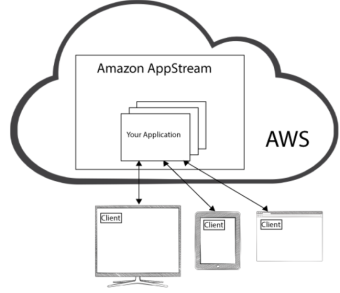 Amazon AppStream
Your Application
AWS
Client
Client
Client